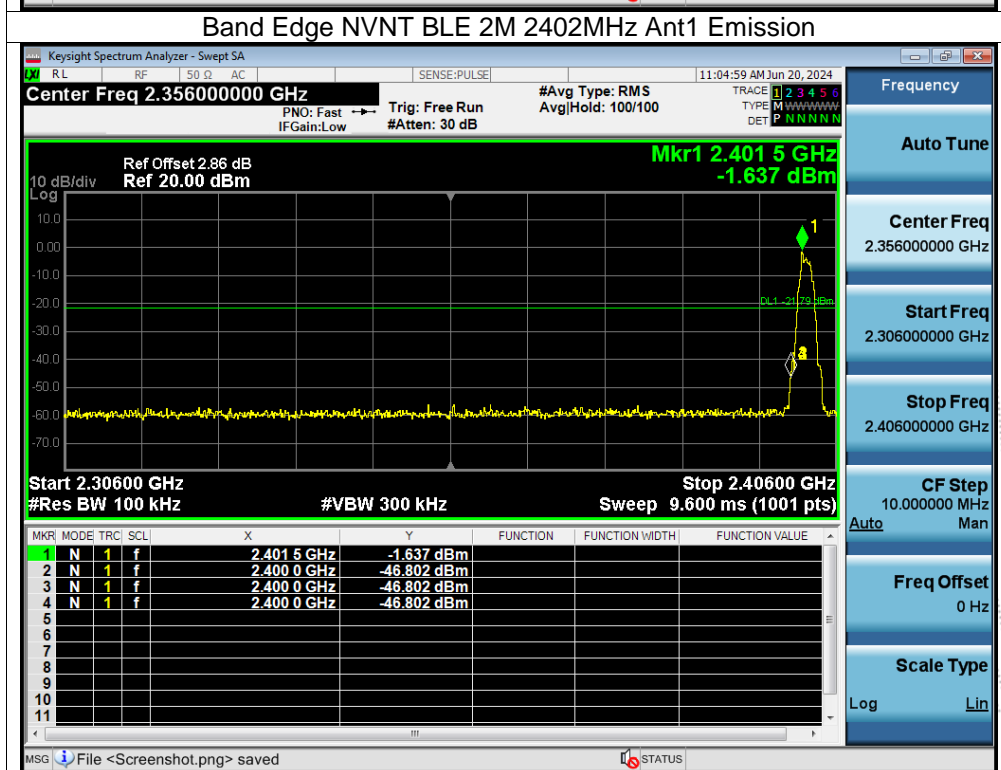 Band Edge NVNT BLE 2M 2402MHz Ant1 Emission
Keysight Spectrum Analyzer - Swept SA
LXI RL RF 50 Ω AC SENSE:PULSE 11:04:59 AM Jun 20, 2024
Center Freq 2.356000000 GHz
PNO: Fast
IFGain:Low
Trig: Free Run
#Atten: 30 dB
#Avg Type: RMS
Avg|Hold: 100/100
TRACE 1 2 3 4 5 6
TYPE M WWWWW
DET P N N N N N
Ref Offset 2.86 dB
Ref 20.00 dBm
10 dB/div
Log
Mkr1 2.401 5 GHz
-1.637 dBm
10.0
0.00
-10.0
-20.0
-30.0
-40.0
-50.0
-60.0
-70.0
1
DL1 -21.79 dBm
Start 2.30600 GHz
Stop 2.40600 GHz
#Res BW 100 kHz
#VBW 300 kHz
Sweep 9.600 ms (1001 pts)
MKR MODE TRC SCL X Y FUNCTION FUNCTION WIDTH FUNCTION VALUE
1 N 1 f 2.401 5 GHz -1.637 dBm
2 N 1 f 2.400 0 GHz -46.802 dBm
3 N 1 f 2.400 0 GHz -46.802 dBm
4 N 1 f 2.400 0 GHz -46.802 dBm
5
6
7
8
9
10
11
MSG File <Screenshot.png> saved
STATUS
Frequency
Auto Tune
Center Freq
2.356000000 GHz
Start Freq
2.306000000 GHz
Stop Freq
2.406000000 GHz
CF Step
10.000000 MHz
Auto Man
Freq Offset
0 Hz
Scale Type
Log Lin